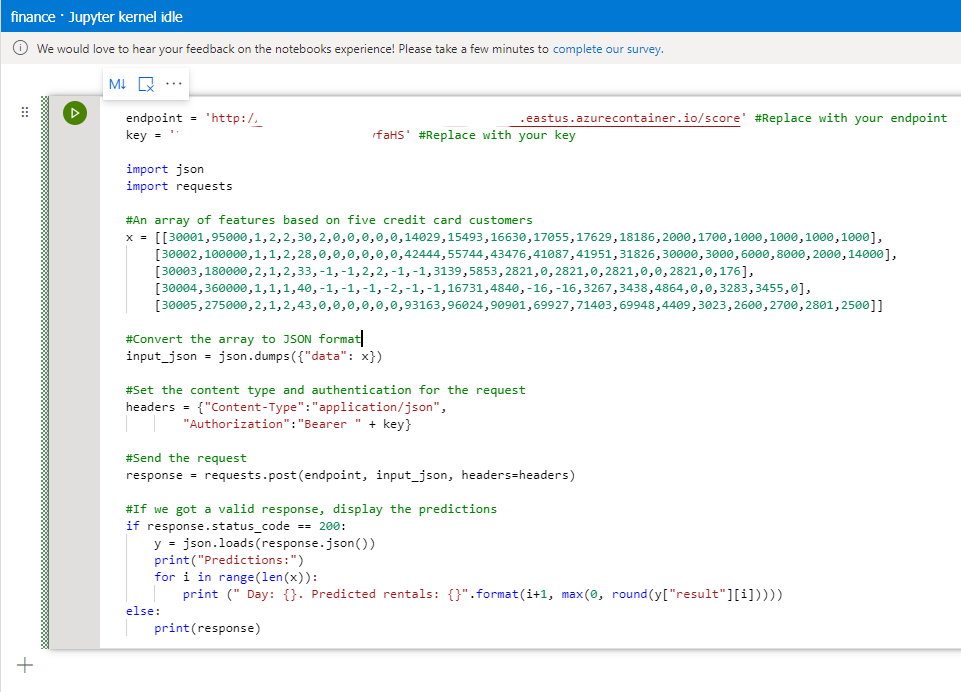 finance · Jupyter kernel idle
We would love to hear your feedback on the notebooks experience! Please take a few minutes to complete our survey.
M↓ ···
endpoint = 'http:/ .eastus.azurecontainer.io/score' #Replace with your endpoint
key = ' faHS' #Replace with your key
import json
import requests
#An array of features based on five credit card customers
x = [[30001,95000,1,2,2,30,2,0,0,0,0,0,14029,15493,16630,17055,17629,18186,2000,1700,1000,1000,1000,1000],
[30002,100000,1,1,2,28,0,0,0,0,0,0,42444,55744,43476,41087,41951,31826,30000,3000,6000,8000,2000,14000],
[30003,180000,2,1,2,33,-1,-1,2,2,-1,-1,3139,5853,2821,0,2821,0,2821,0,0,2821,0,176],
[30004,360000,1,1,1,40,-1,-1,-1,-2,-1,-1,16731,4840,-16,-16,3267,3438,4864,0,0,3283,3455,0],
[30005,275000,2,1,2,43,0,0,0,0,0,0,93163,96024,90901,69927,71403,69948,4409,3023,2600,2700,2801,2500]]
#Convert the array to JSON format
input_json = json.dumps({"data": x})
#Set the content type and authentication for the request
headers = {"Content-Type":"application/json",
"Authorization":"Bearer " + key}
#Send the request
response = requests.post(endpoint, input_json, headers=headers)
#If we got a valid response, display the predictions
if response.status_code == 200:
y = json.loads(response.json())
print("Predictions:")
for i in range(len(x)):
print (" Day: {}. Predicted rentals: {}".format(i+1, max(0, round(y["result"][i]))))
else:
print(response)